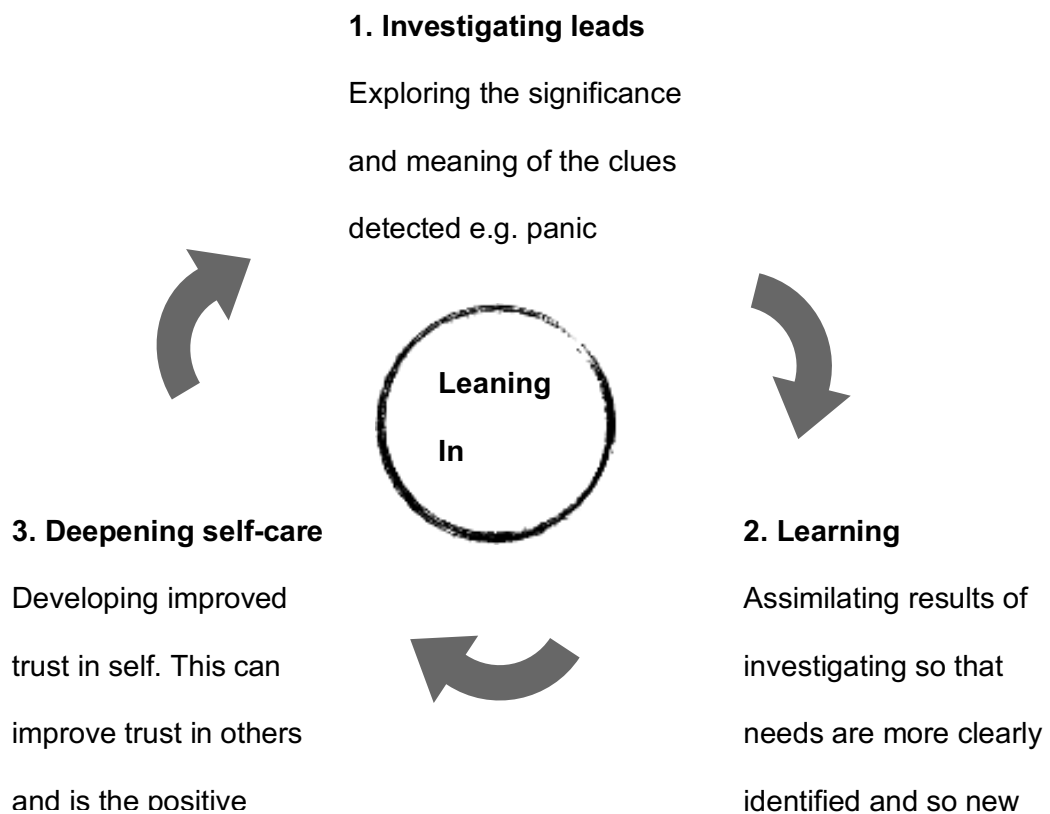 1. Investigating leads
Exploring the significance
and meaning of the clues
detected e.g. panic
Leaning
In
2. Learning
Assimilating results of
investigating so that
needs are more clearly
identified and so new
3. Deepening self-care
Developing improved
trust in self. This can
improve trust in others
and is the positive